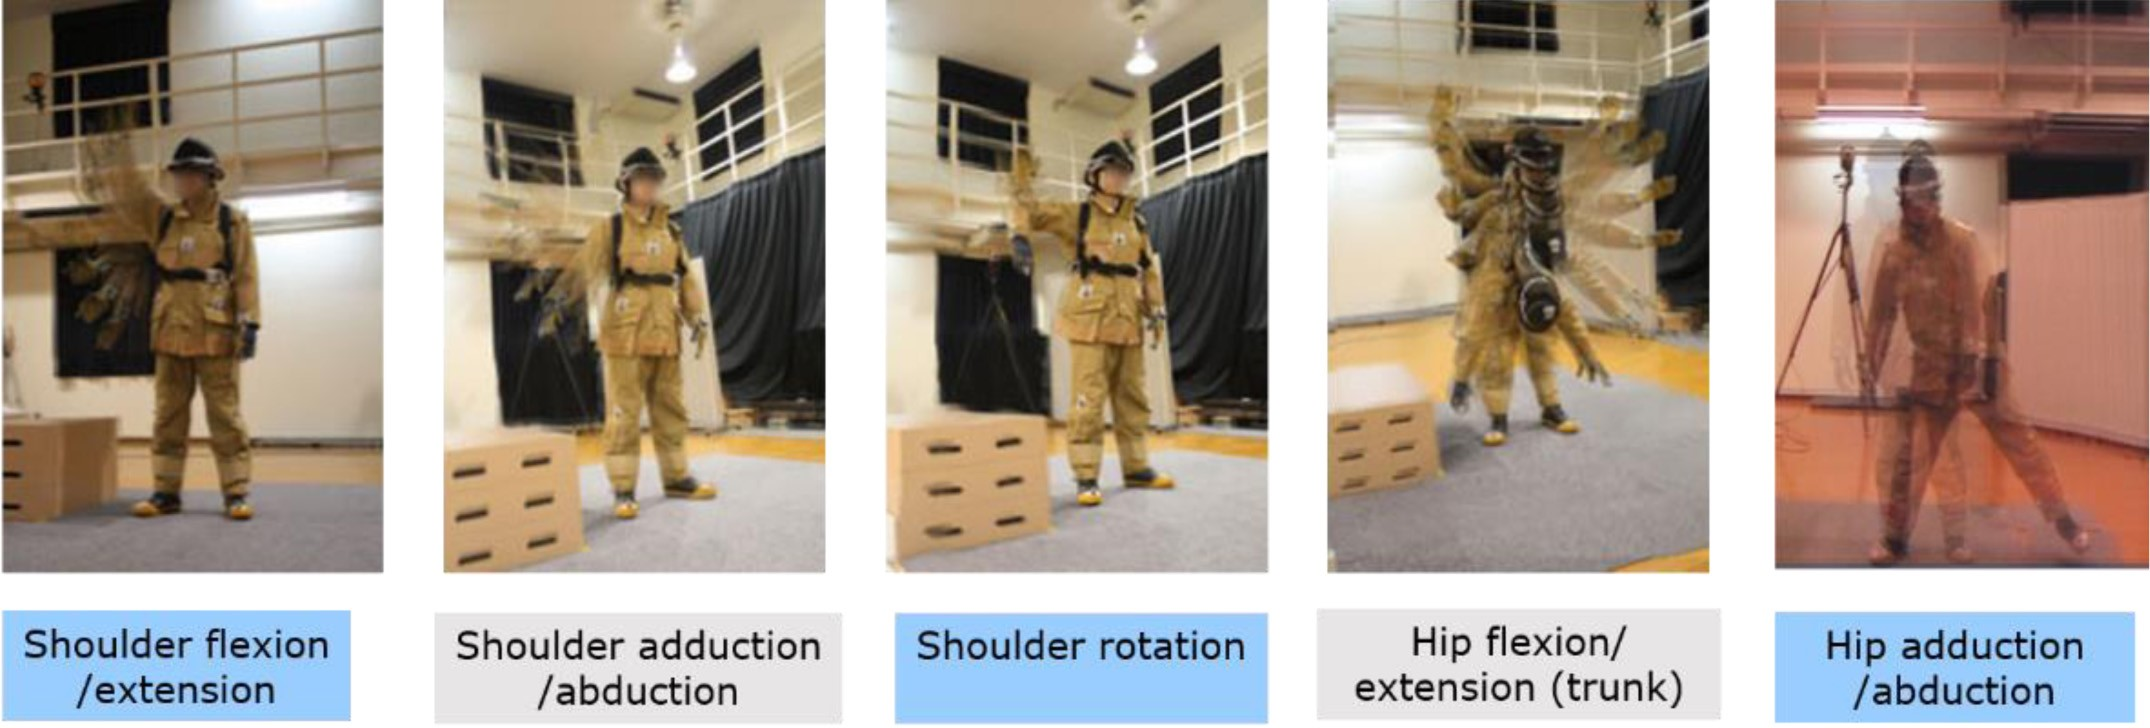 Shoulder flexion
/extension
Shoulder adduction
/abduction
Shoulder rotation
Hip flexion/
extension (trunk)
Hip adduction
/abduction